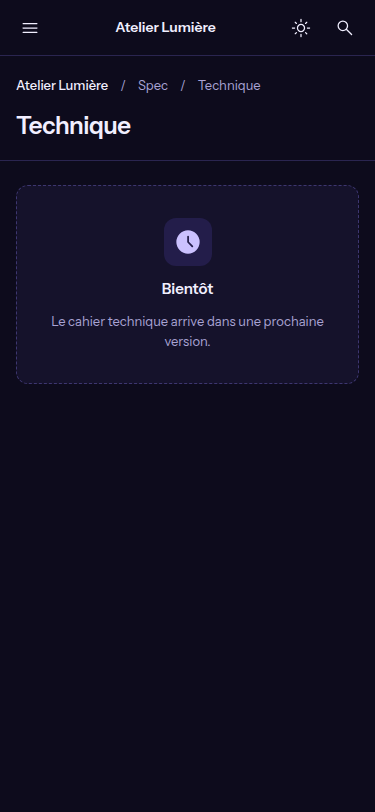 Atelier Lumière
Atelier Lumière / Spec / Technique
Technique
Bientôt
Le cahier technique arrive dans une prochaine
version.